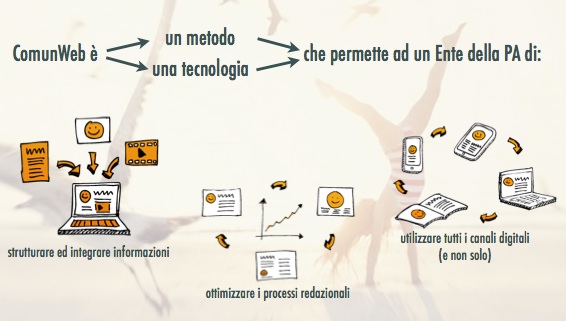 ComunWeb è
un metodo
una tecnologia
che permette ad un Ente della PA di:
strutturare ed integrare informazioni
ottimizzare i processi redazionali
utilizzare tutti i canali digitali
(e non solo)